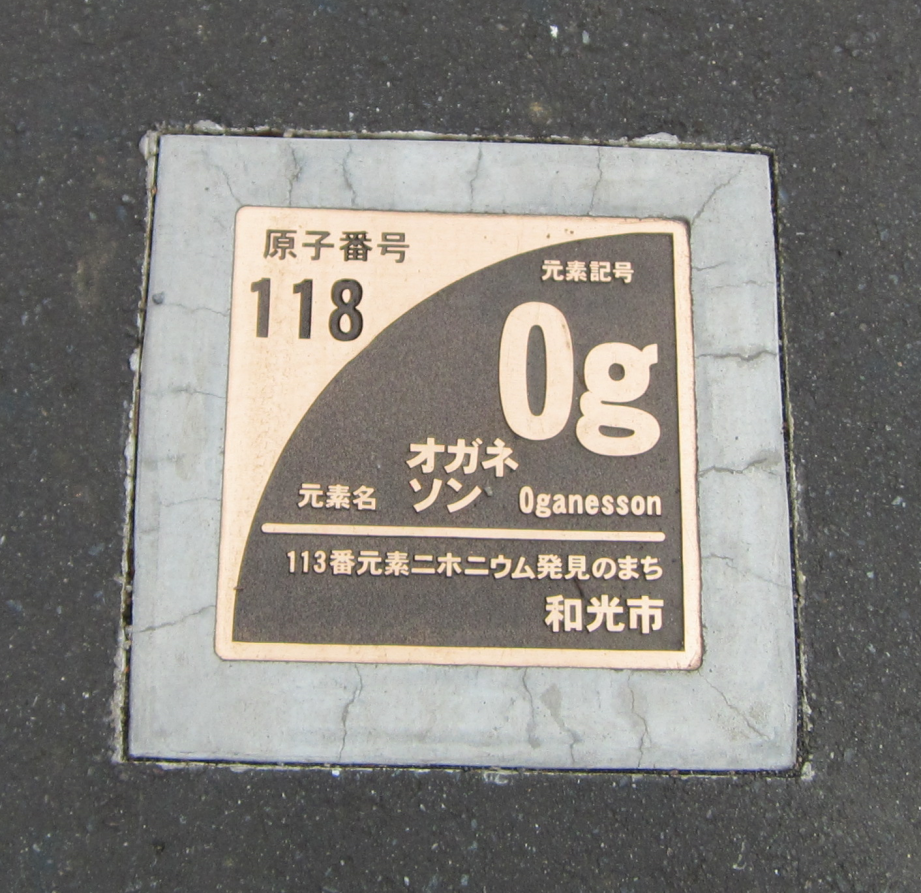 原子番号
118
元素記号
Og
元素名
オガネ
ソン
Oganesson
113番元素ニホニウム発見のまち
和光市